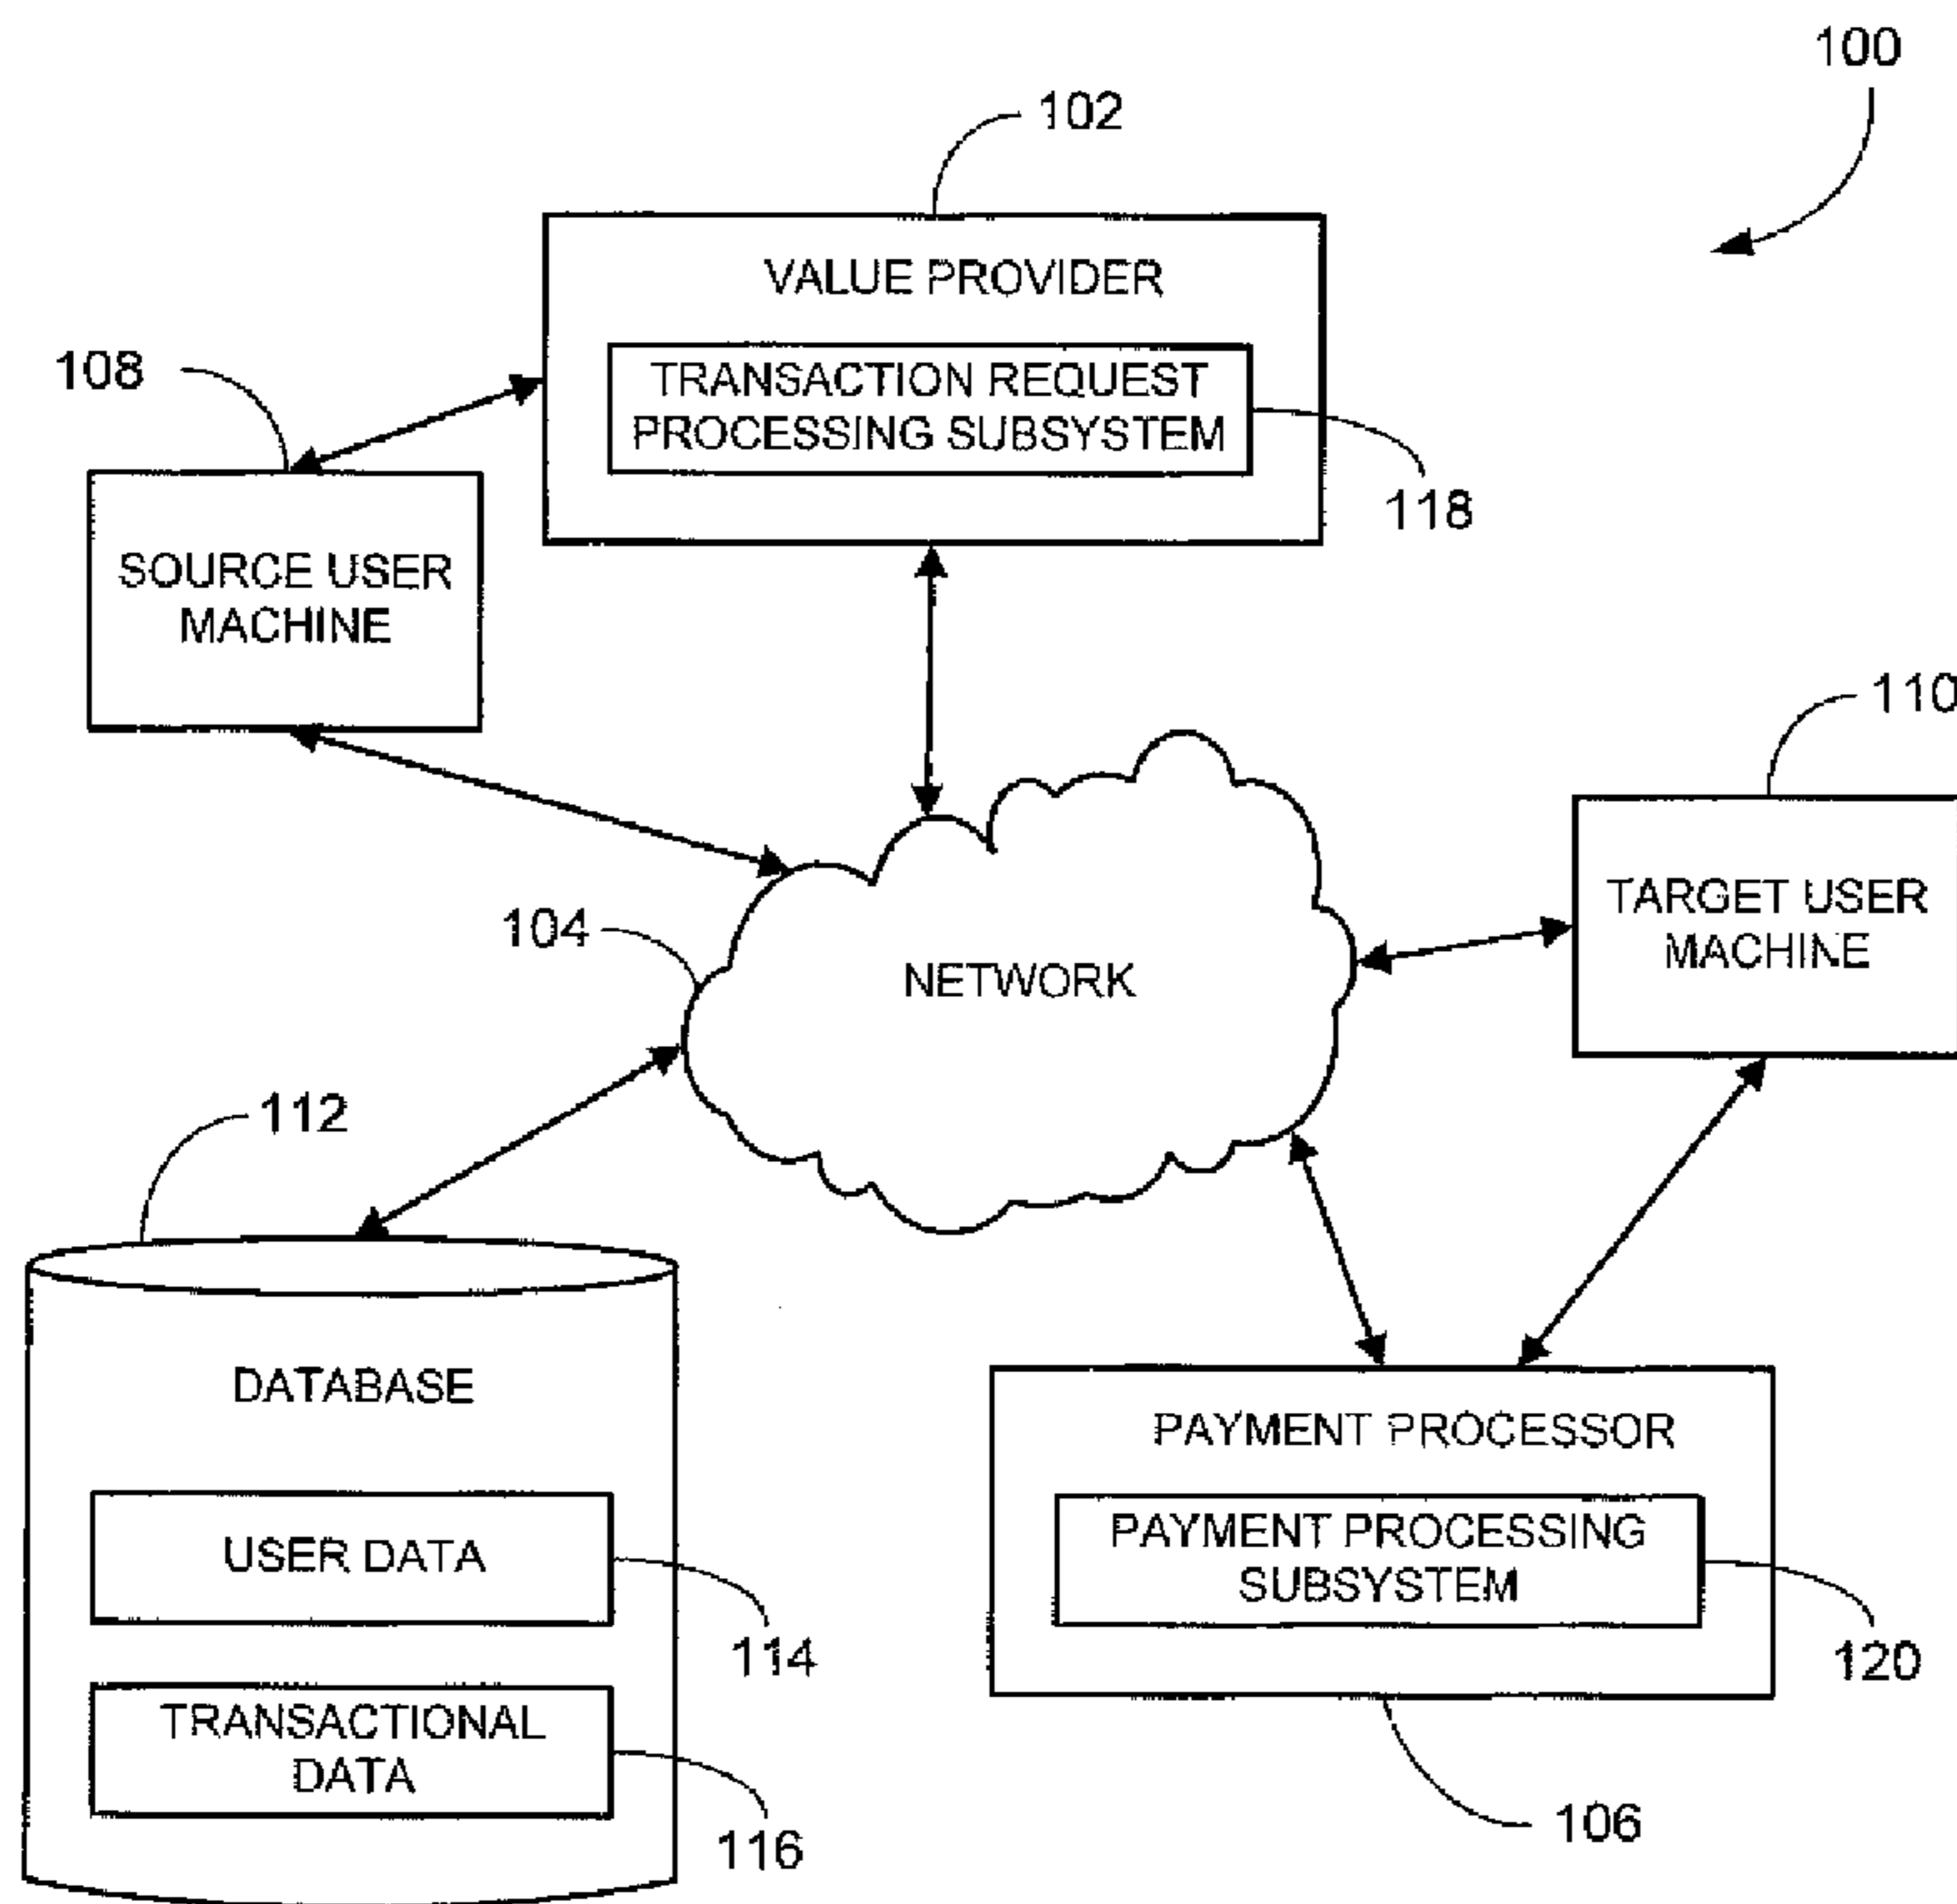 100
102
VALUE PROVIDER
108
TRANSACTION REQUEST
PROCESSING SUBSYSTEM
118
SOURCE USER
MACHINE
110
104
NETWORK
TARGET USER
MACHINE
112
DATABASE
PAYMENT PROCESSOR
USER DATA
PAYMENT PROCESSING
SUBSYSTEM
114
120
TRANSACTIONAL
DATA
116
106